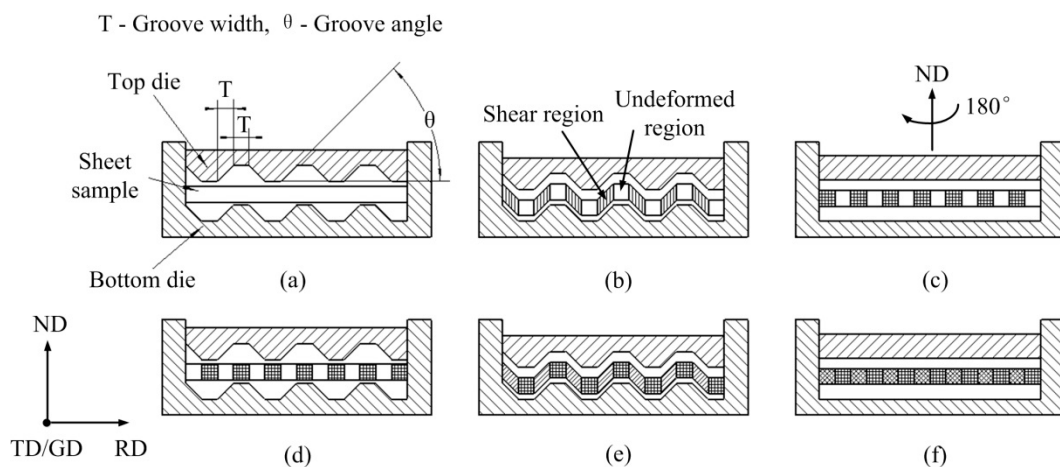 T - Groove width, θ - Groove angle
Top die
T
T
θ
Sheet
sample
Bottom die
(a)
Shear region
Undeformed
region
(b)
ND
180°
(c)
ND
TD/GD
RD
(d)
(e)
(f)